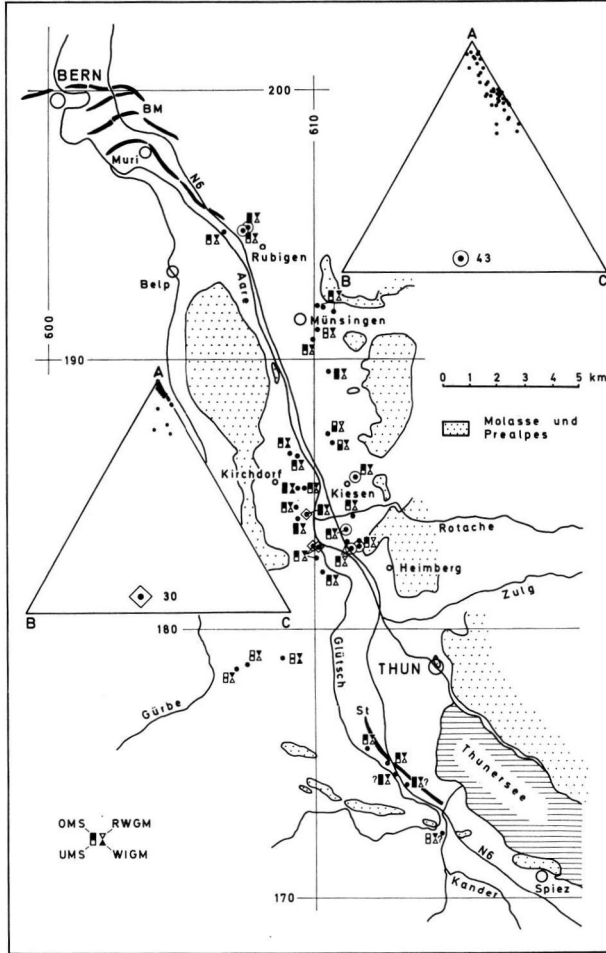 A
BERN
200
BM
610
Muri
N6
B
43
C
Rubigen
Belp
Aare
600
Münsingen
190
A
0 1 2 3 4 5 km
Molasse und
Prealpes
Kirchdorf
Kiesen
Rotache
Heimberg
B
30
C
Zulg
180
Glütsch
THUN
Gürbe
St
Thunersee
? ?
OMS RWGM
UMS WIGM
?
N6
Kander
Spiez
170